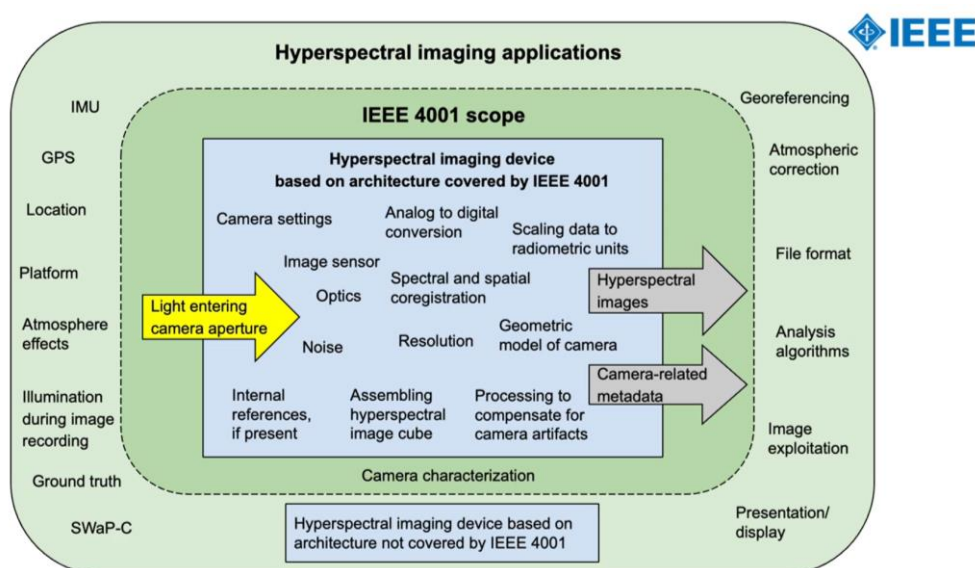 IEEE
Hyperspectral imaging applications
IMU
GPS
Location
Platform
Atmosphere
effects
Illumination
during image
recording
Ground truth
SWaP-C
IEEE 4001 scope
Hyperspectral imaging device
based on architecture covered by IEEE 4001
Camera settings
Analog to digital
conversion
Scaling data to
radiometric units
Image sensor
Optics
Spectral and spatial
coregistration
Light entering
camera aperture
Noise
Resolution
Geometric
model of camera
Internal
references,
if present
Assembling
hyperspectral
image cube
Processing to
compensate for
camera artifacts
Hyperspectral
images
Camera-related
metadata
Camera characterization
Hyperspectral imaging device based on
architecture not covered by IEEE 4001
Georeferencing
Atmospheric
correction
File format
Analysis
algorithms
Image
exploitation
Presentation/
display